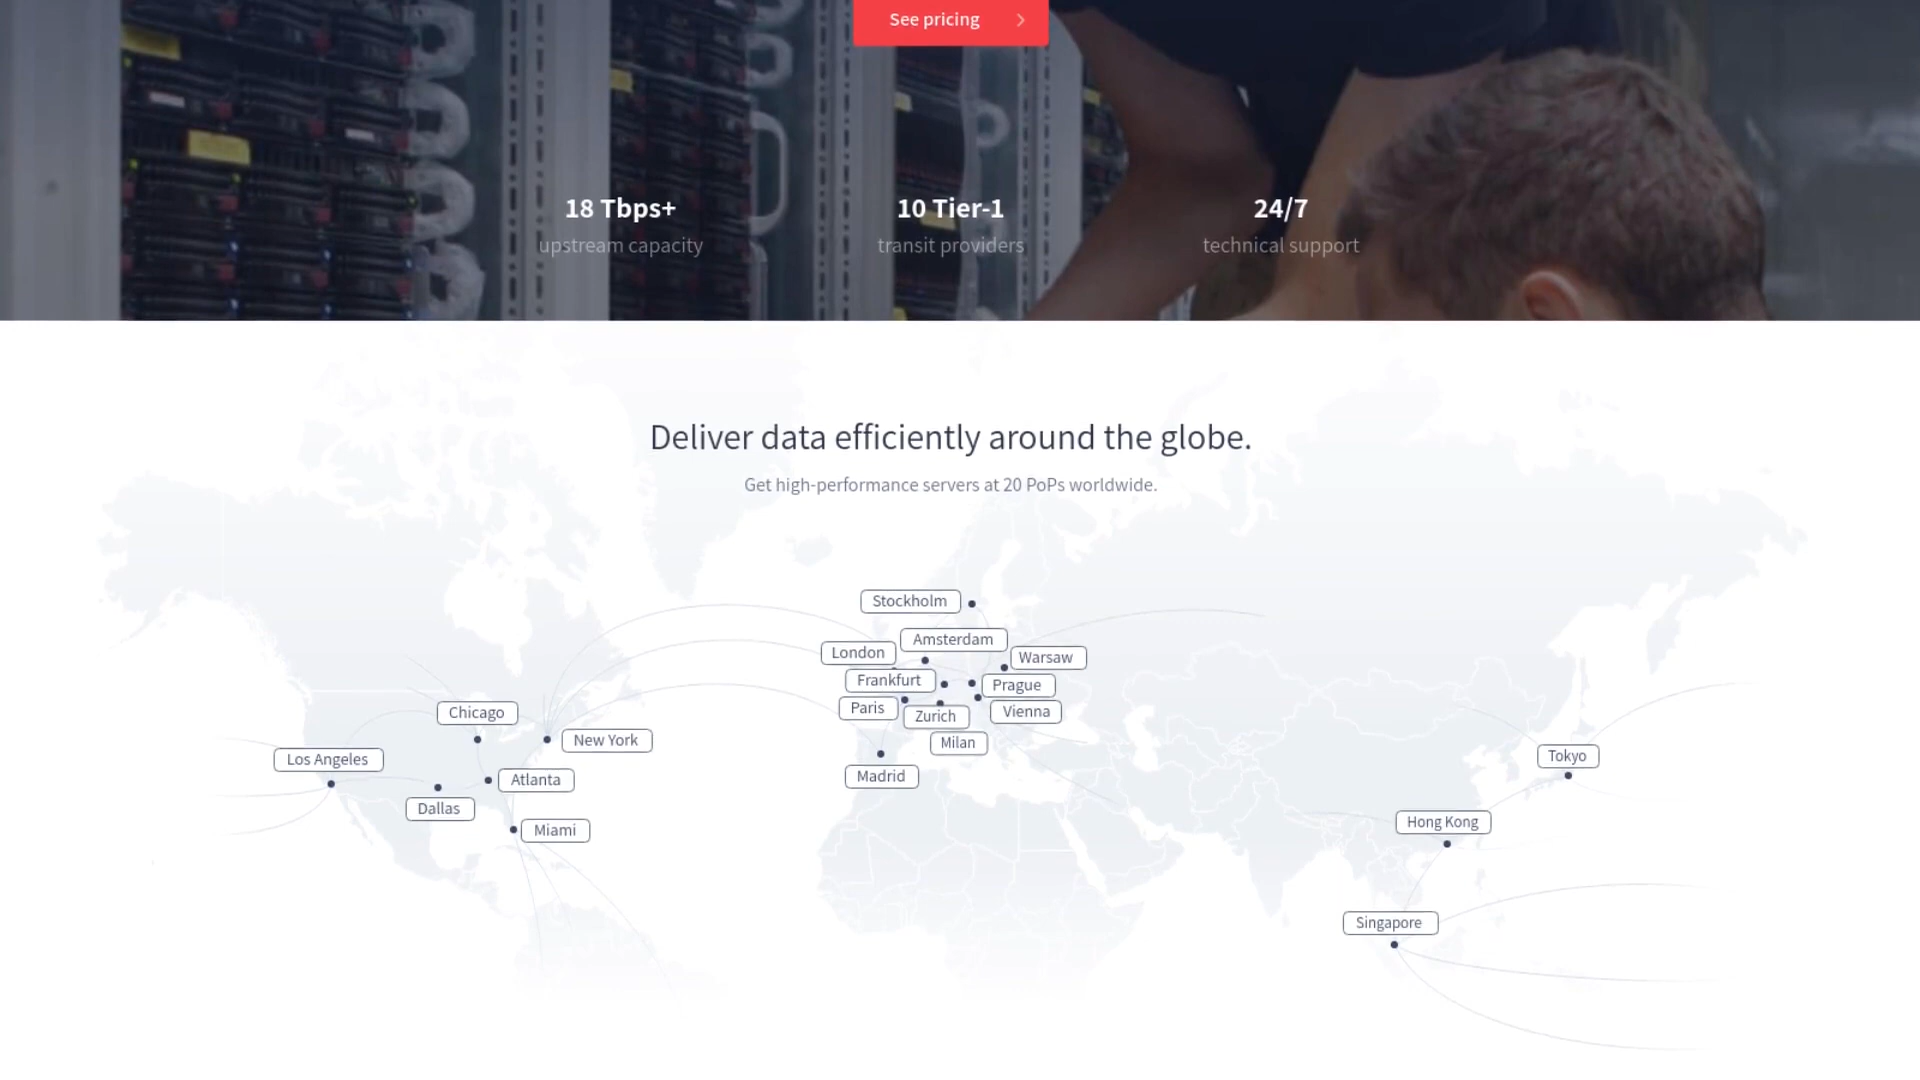 See pricing
18 Tbps+
10 Tier-1
24/7
upstream capacity
transit providers
technical support
Deliver data efficiently around the globe.
Get high-performance servers at 20 PoPs worldwide.
Stockholm
Amsterdam
London
Warsaw
Frankfurt
Prague
Paris
Zurich
Vienna
Milan
Madrid
Chicago
New York
Los Angeles
Atlanta
Dallas
Miami
Tokyo
Hong Kong
Singapore